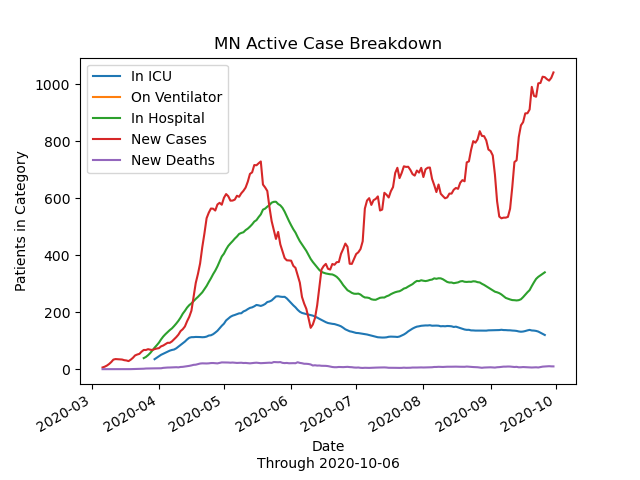 MN Active Case Breakdown
In ICU
On Ventilator
In Hospital
New Cases
New Deaths
Patients in Category
1000
800
600
400
200
0
2020-03
2020-04
2020-05
2020-06
2020-07
2020-08
2020-09
2020-10
Date
Through 2020-10-06